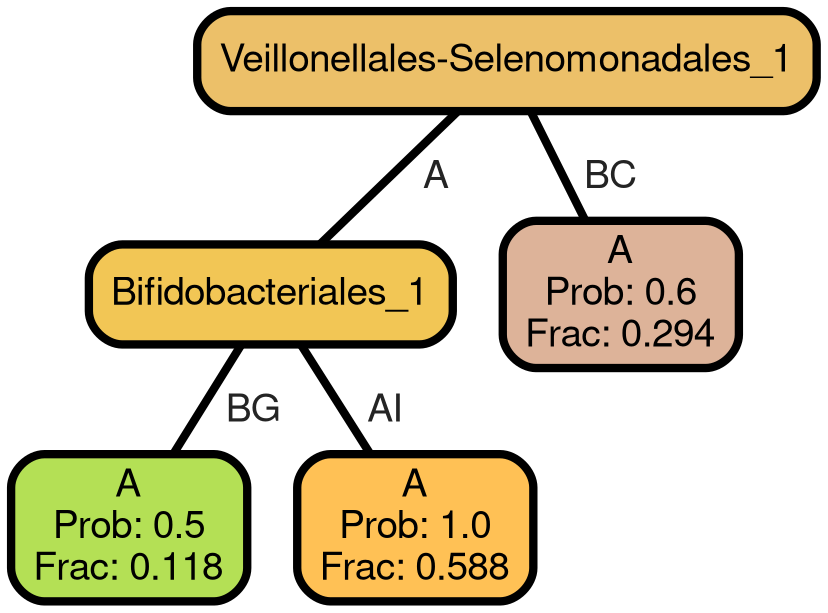 Veillonellales-Selenomonadales_1
A
BC
A
Prob: 0.6
Frac: 0.294
Bifidobacteriales_1
BG
AI
A
Prob: 0.5
Frac: 0.118
A
Prob: 1.0
Frac: 0.588